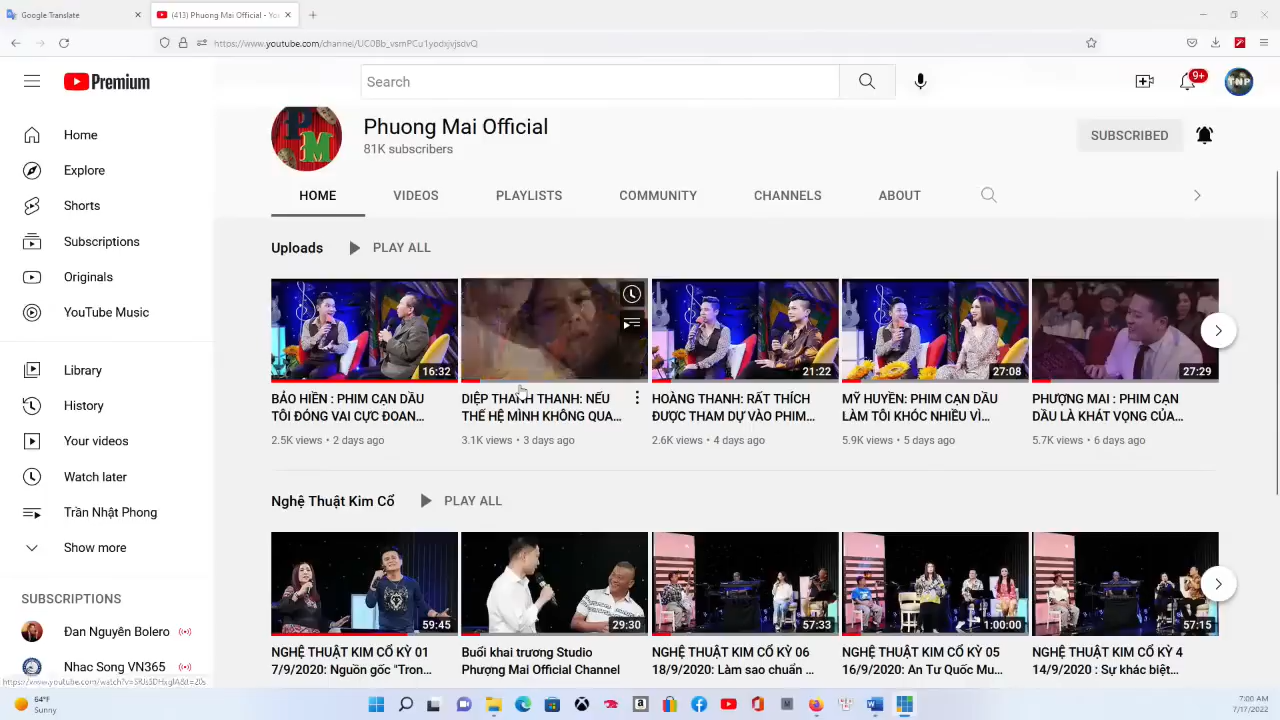 Google Translate
(413) Phuong Mai Official - You
https://www.youtube.com/channel/UC0Bb_vsmPCu1yodxjvjsdvQ
Premium
Search
9+
TNP
Home
Explore
Shorts
Subscriptions
Originals
YouTube Music
Library
History
Your videos
Watch later
Trần Nhật Phong
Show more
SUBSCRIPTIONS
Đan Nguyên Bolero
Nhac Song VN365
PM
Phuong Mai Official
81K subscribers
SUBSCRIBED
HOME VIDEOS PLAYLISTS COMMUNITY CHANNELS ABOUT
Uploads PLAY ALL
16:32
21:22
27:08
27:29
BẢO HIỀN : PHIM CẠN DẦU
TÔI ĐÓNG VAI CỰC ĐOAN...
2.5K views • 2 days ago
DIỆP THANH THANH: NẾU
THẾ HỆ MÌNH KHÔNG QUA...
3.1K views • 3 days ago
HOÀNG THANH: RẤT THÍCH
ĐƯỢC THAM DỰ VÀO PHIM...
2.6K views • 4 days ago
MỸ HUYỀN: PHIM CẠN DẦU
LÀM TÔI KHÓC NHIỀU VÌ...
5.9K views • 5 days ago
PHƯỢNG MAI : PHIM CẠN
DẦU LÀ KHÁT VỌNG CỦA...
5.7K views • 6 days ago
Nghệ Thuật Kim Cổ PLAY ALL
59:45
29:30
57:33
1:00:00
57:15
NGHỆ THUẬT KIM CỔ KỲ 01
7/9/2020: Nguồn gốc "Tron...
Buổi khai trương Studio
Phượng Mai Official Channel
NGHỆ THUẬT KIM CỔ KỲ 06
18/9/2020: Làm sao chuẩn ...
NGHỆ THUẬT KIM CỔ KỲ 05
16/9/2020: An Tư Quốc Mu...
NGHỆ THUẬT KIM CỔ KỲ 4
14/9/2020 : Sự khác biệt...
64°F
Sunny
7:00 AM
7/17/2022